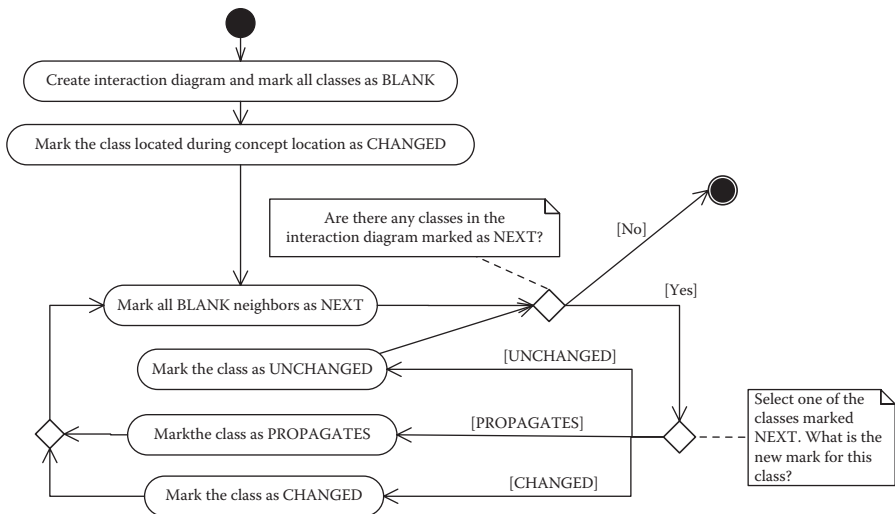 Create interaction diagram and mark all classes as BLANK
Mark the class located during concept location as CHANGED
Are there any classes in the
interaction diagram marked as NEXT?
[No]
[Yes]
Mark all BLANK neighbors as NEXT
[UNCHANGED]
Mark the class as UNCHANGED
[PROPAGATES]
Markthe class as PROPAGATES
[CHANGED]
Mark the class as CHANGED
Select one of the
classes marked
NEXT. What is the
new mark for this
class?